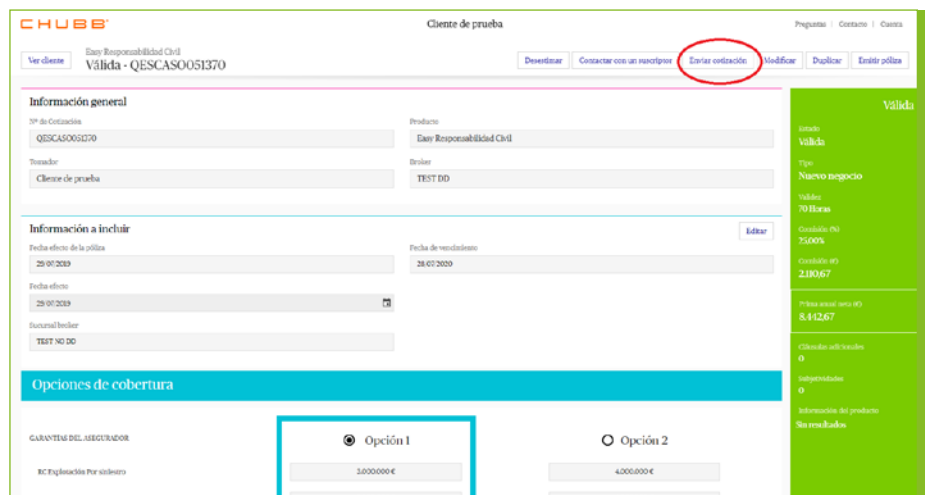 CHUBB
Cliente de prueba
Preguntas | Contacto | Cuenta
Ver cliente
Easy Responsabilidad Civil
Válida - QESCASO051370
Desestimar
Contactar con un suscriptor
Enviar cotización
Modificar
Duplicar
Emitir póliza
Información general
Nº de Cotización
QESCASO051370
Producto
Easy Responsabilidad Civil
Tomador
Cliente de prueba
Broker
TEST DD
Información a incluir
Editar
Fecha efecto de la póliza
29/07/2019
Fecha de vencimiento
28/07/2020
Fecha efecto
29/07/2019
Sucursal broker
TEST NO DD
Opciones de cobertura
GARANTÍAS DEL ASEGURADOR
Opción 1
Opción 2
RC Explotación Por siniestro
3.000.000 €
4.000.000 €
Válida
Estado
Válida
Tipo
Nuevo negocio
Validez
70 Horas
Comisión (%)
25,00%
Comisión (€)
2.110,67
Prima anual neta (€)
8.442,67
Cláusulas adicionales
0
Subjetividades
0
Información del producto
Sin resultados